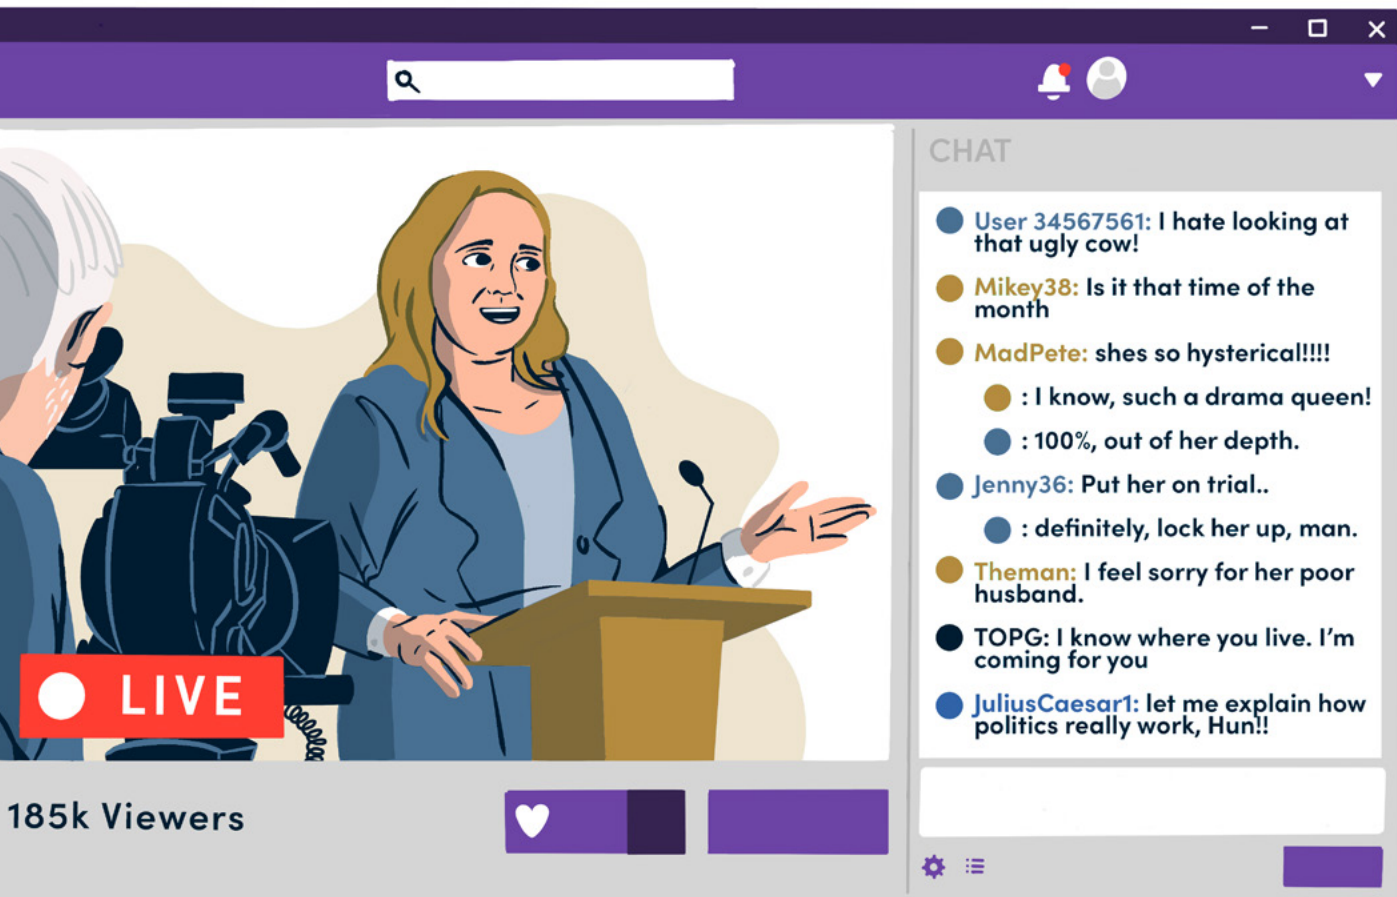 CHAT
User 34567561: I hate looking at
that ugly cow!
Mikey38: Is it that time of the
month
MadPete: shes so hysterical!!!!
: I know, such a drama queen!
: 100%, out of her depth.
Jenny36: Put her on trial..
: definitely, lock her up, man.
Theman: I feel sorry for her poor
husband.
TOPG: I know where you live. I’m
coming for you
JuliusCaesar1: let me explain how
politics really work, Hun!!
LIVE
185k Viewers